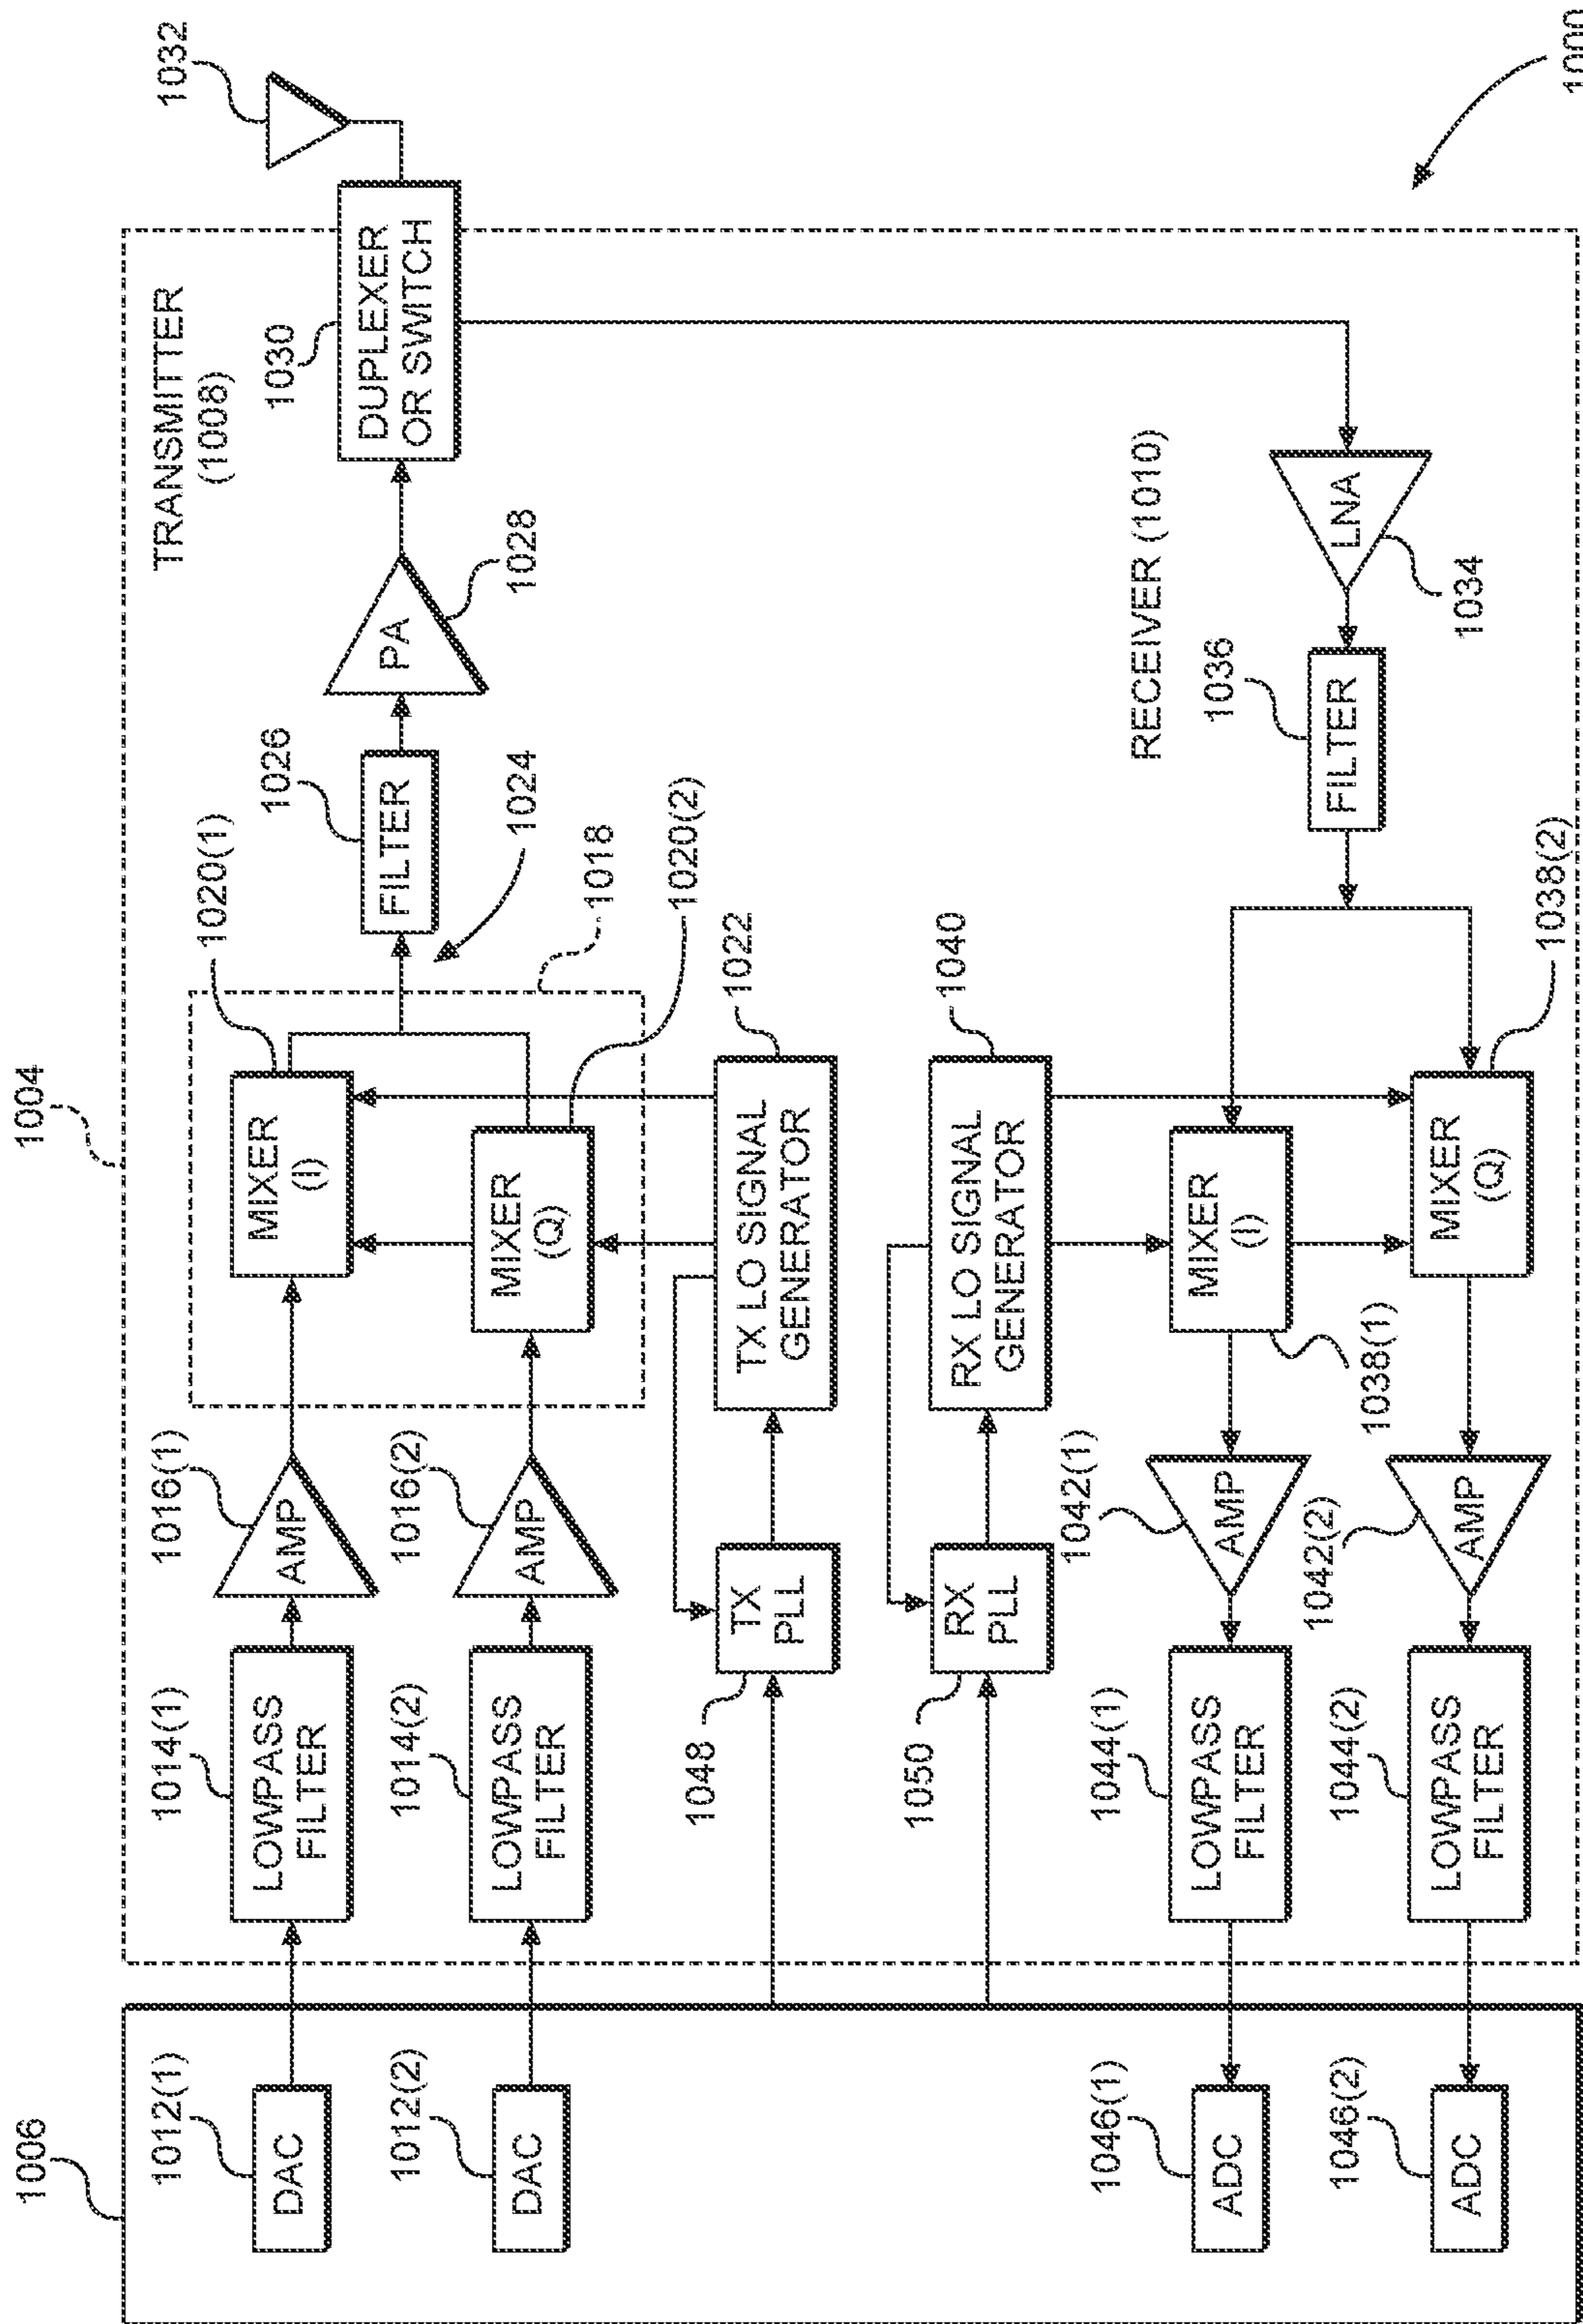 1004
1006
TRANSMITTER
(1008)
1032
1012(1)
DAC
1014(1)
LOWPASS
FILTER
1016(1)
AMP
MIXER
(I)
1020(1)
1026
FILTER
1024
PA
1028
1030
DUPLEXER
OR SWITCH
1012(2)
DAC
1014(2)
LOWPASS
FILTER
1016(2)
AMP
MIXER
(Q)
1018
1020(2)
1048
TX
PLL
TX LO SIGNAL
GENERATOR
1022
1050
RX
PLL
RX LO SIGNAL
GENERATOR
1040
RECEIVER (1010)
1046(1)
ADC
1044(1)
LOWPASS
FILTER
1042(1)
AMP
MIXER
(I)
1038(1)
1036
FILTER
LNA
1034
1046(2)
ADC
1044(2)
LOWPASS
FILTER
1042(2)
AMP
MIXER
(Q)
1038(2)
1000